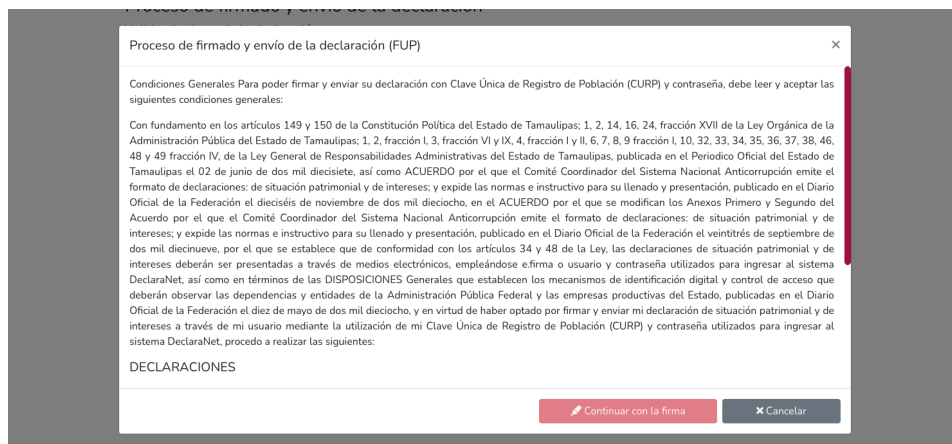 Proceso de firmado y envío de la declaración
Proceso de firmado y envío de la declaración (FUP)
×
Condiciones Generales Para poder firmar y enviar su declaración con Clave Única de Registro de Población (CURP) y contraseña, debe leer y aceptar las
siguientes condiciones generales:
Con fundamento en los artículos 149 y 150 de la Constitución Política del Estado de Tamaulipas; 1, 2, 14, 16, 24, fracción XVII de la Ley Orgánica de la
Administración Pública del Estado de Tamaulipas; 1, 2, fracción I, 3, fracción VI y IX, 4, fracción I y II, 6, 7, 8, 9 fracción I, 10, 32, 33, 34, 35, 36, 37, 38, 46,
48 y 49 fracción IV, de la Ley General de Responsabilidades Administrativas del Estado de Tamaulipas, publicada en el Periodico Oficial del Estado de
Tamaulipas el 02 de junio de dos mil diecisiete, así como ACUERDO por el que el Comité Coordinador del Sistema Nacional Anticorrupción emite el
formato de declaraciones: de situación patrimonial y de intereses; y expide las normas e instructivo para su llenado y presentación, publicado en el Diario
Oficial de la Federación el dieciséis de noviembre de dos mil dieciocho, en el ACUERDO por el que se modifican los Anexos Primero y Segundo del
Acuerdo por el que el Comité Coordinador del Sistema Nacional Anticorrupción emite el formato de declaraciones: de situación patrimonial y de
intereses; y expide las normas e instructivo para su llenado y presentación, publicado en el Diario Oficial de la Federación el veintitrés de septiembre de
dos mil diecinueve, por el que se establece que de conformidad con los artículos 34 y 48 de la Ley, las declaraciones de situación patrimonial y de
intereses deberán ser presentadas a través de medios electrónicos, empleándose e.firma o usuario y contraseña utilizados para ingresar al sistema
DeclaraNet, así como en términos de las DISPOSICIONES Generales que establecen los mecanismos de identificación digital y control de acceso que
deberán observar las dependencias y entidades de la Administración Pública Federal y las empresas productivas del Estado, publicadas en el Diario
Oficial de la Federación el diez de mayo de dos mil dieciocho, y en virtud de haber optado por firmar y enviar mi declaración de situación patrimonial y de
intereses a través de mi usuario mediante la utilización de mi Clave Única de Registro de Población (CURP) y contraseña utilizados para ingresar al
sistema DeclaraNet, procedo a realizar las siguientes:
DECLARACIONES
Continuar con la firma
Cancelar